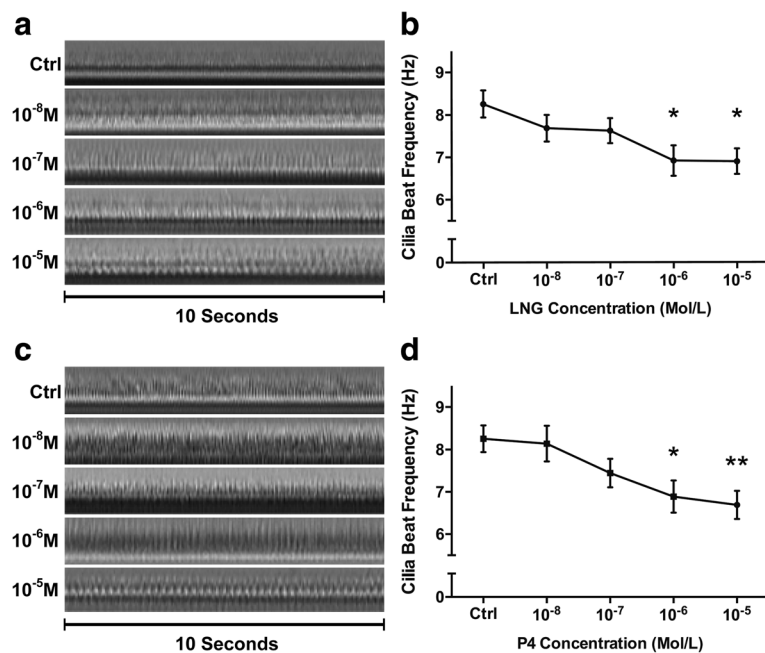 a
Ctrl
10⁻⁸M
10⁻⁷M
10⁻⁶M
10⁻⁵M
10 Seconds
b
Cilia Beat Frequency (Hz)
9
8
7
6
0
* *
Ctrl 10⁻⁸ 10⁻⁷ 10⁻⁶ 10⁻⁵
LNG Concentration (Mol/L)
c
Ctrl
10⁻⁸M
10⁻⁷M
10⁻⁶M
10⁻⁵M
10 Seconds
d
Cilia Beat Frequency (Hz)
9
8
7
6
0
* **
Ctrl 10⁻⁸ 10⁻⁷ 10⁻⁶ 10⁻⁵
P4 Concentration (Mol/L)